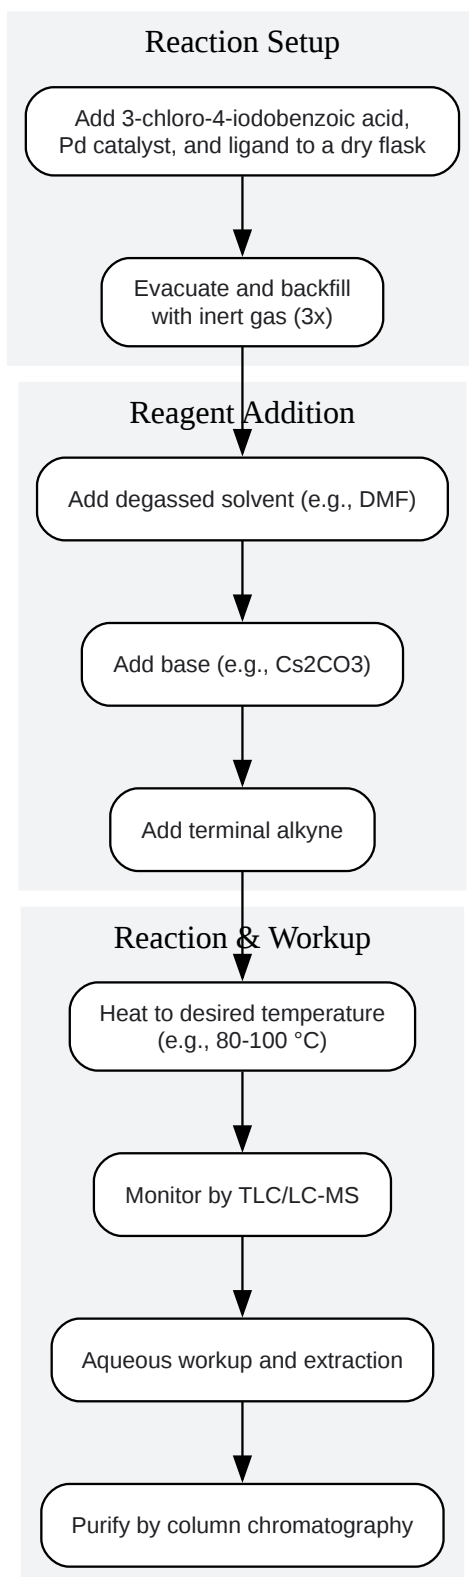 Reaction Setup
Add 3-chloro-4-iodobenzoic acid,
Pd catalyst, and ligand to a dry flask
Evacuate and backfill
with inert gas (3x)
Reagent Addition
Add degassed solvent (e.g., DMF)
Add base (e.g., Cs2CO3)
Add terminal alkyne
Reaction & Workup
Heat to desired temperature
(e.g., 80-100 °C)
Monitor by TLC/LC-MS
Aqueous workup and extraction
Purify by column chromatography